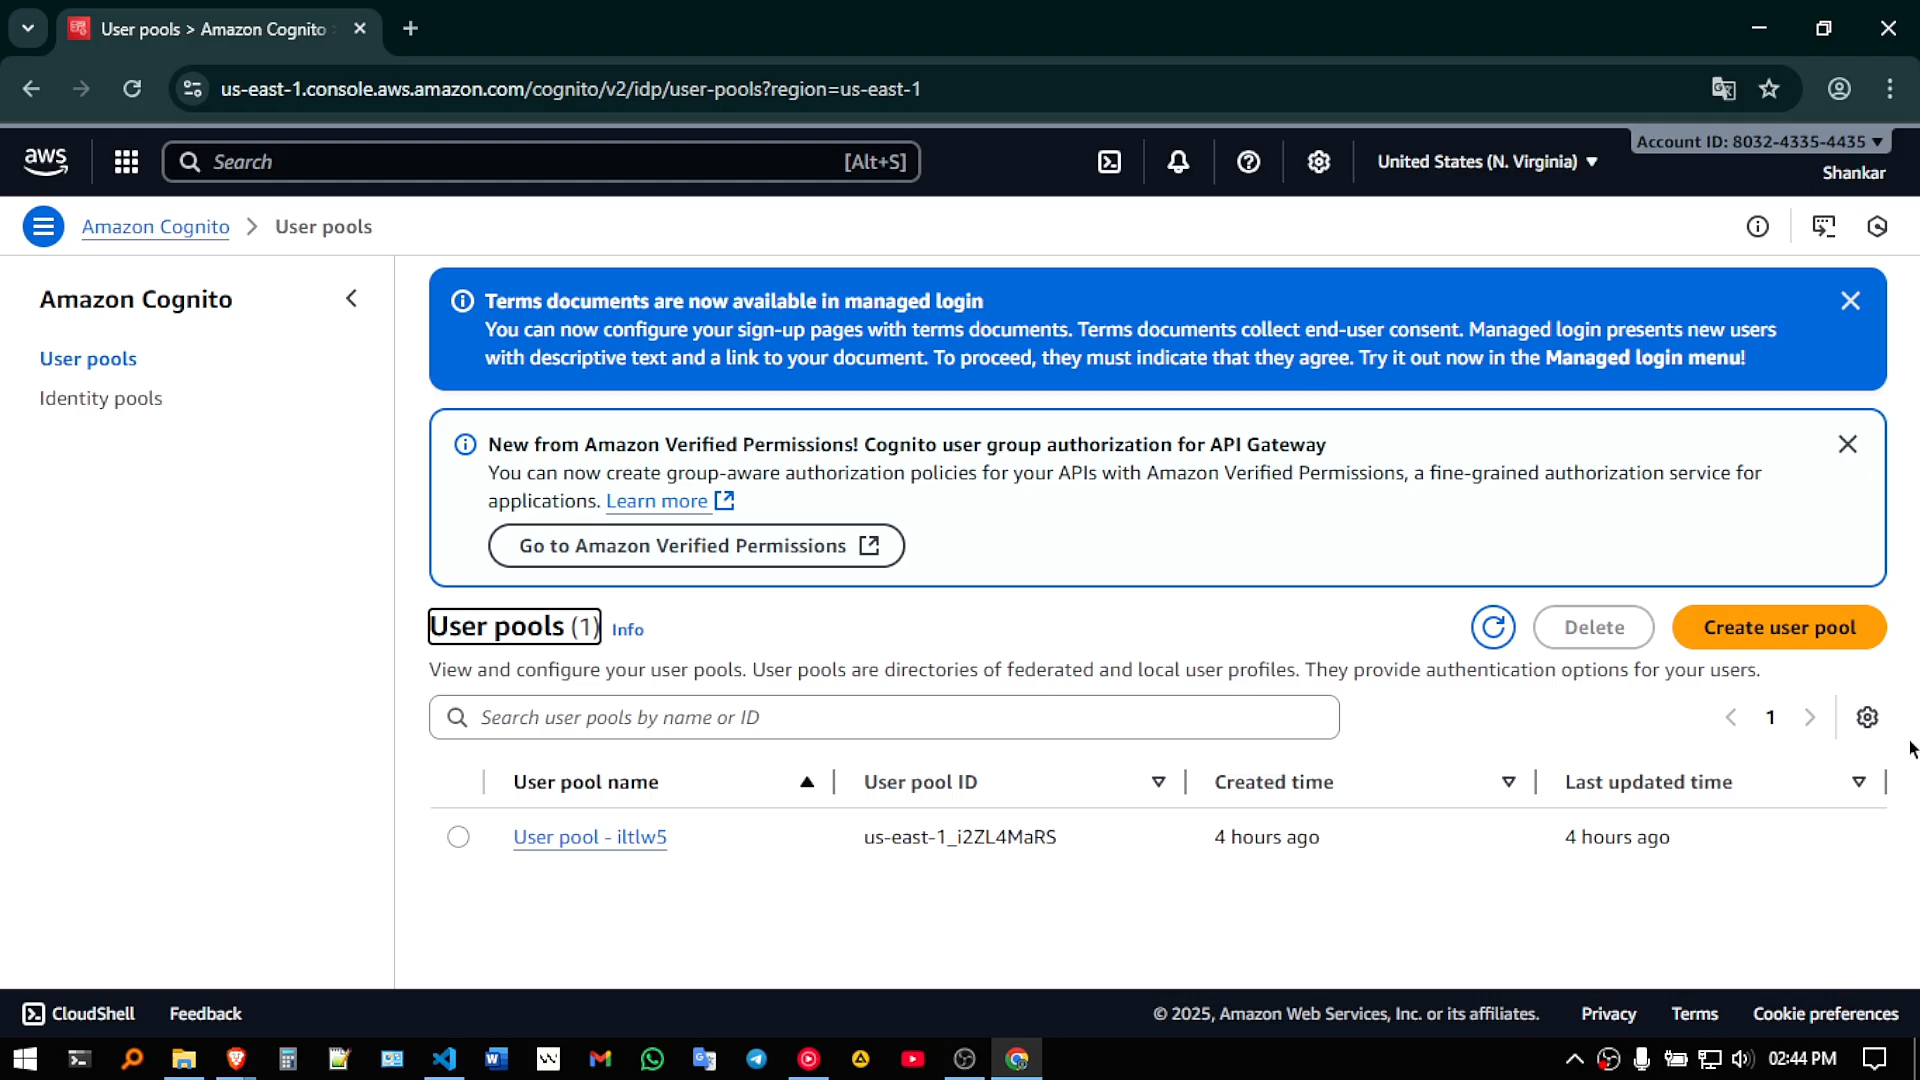 User pools > Amazon Cognito
us-east-1.console.aws.amazon.com/cognito/v2/idp/user-pools?region=us-east-1
aws
Search
[Alt+S]
United States (N. Virginia)
Account ID: 8032-4335-4435
Shankar
Amazon Cognito
User pools
Amazon Cognito
User pools
Identity pools
Terms documents are now available in managed login
You can now configure your sign-up pages with terms documents. Terms documents collect end-user consent. Managed login presents new users
with descriptive text and a link to your document. To proceed, they must indicate that they agree. Try it out now in the Managed login menu!
New from Amazon Verified Permissions! Cognito user group authorization for API Gateway
You can now create group-aware authorization policies for your APIs with Amazon Verified Permissions, a fine-grained authorization service for
applications. Learn more
Go to Amazon Verified Permissions
User pools (1) Info
Delete
Create user pool
View and configure your user pools. User pools are directories of federated and local user profiles. They provide authentication options for your users.
Search user pools by name or ID
1
User pool name
User pool ID
Created time
Last updated time
User pool - iltlw5
us-east-1_i2ZL4MaRS
4 hours ago
4 hours ago
CloudShell
Feedback
© 2025, Amazon Web Services, Inc. or its affiliates.
Privacy
Terms
Cookie preferences
02:44 PM